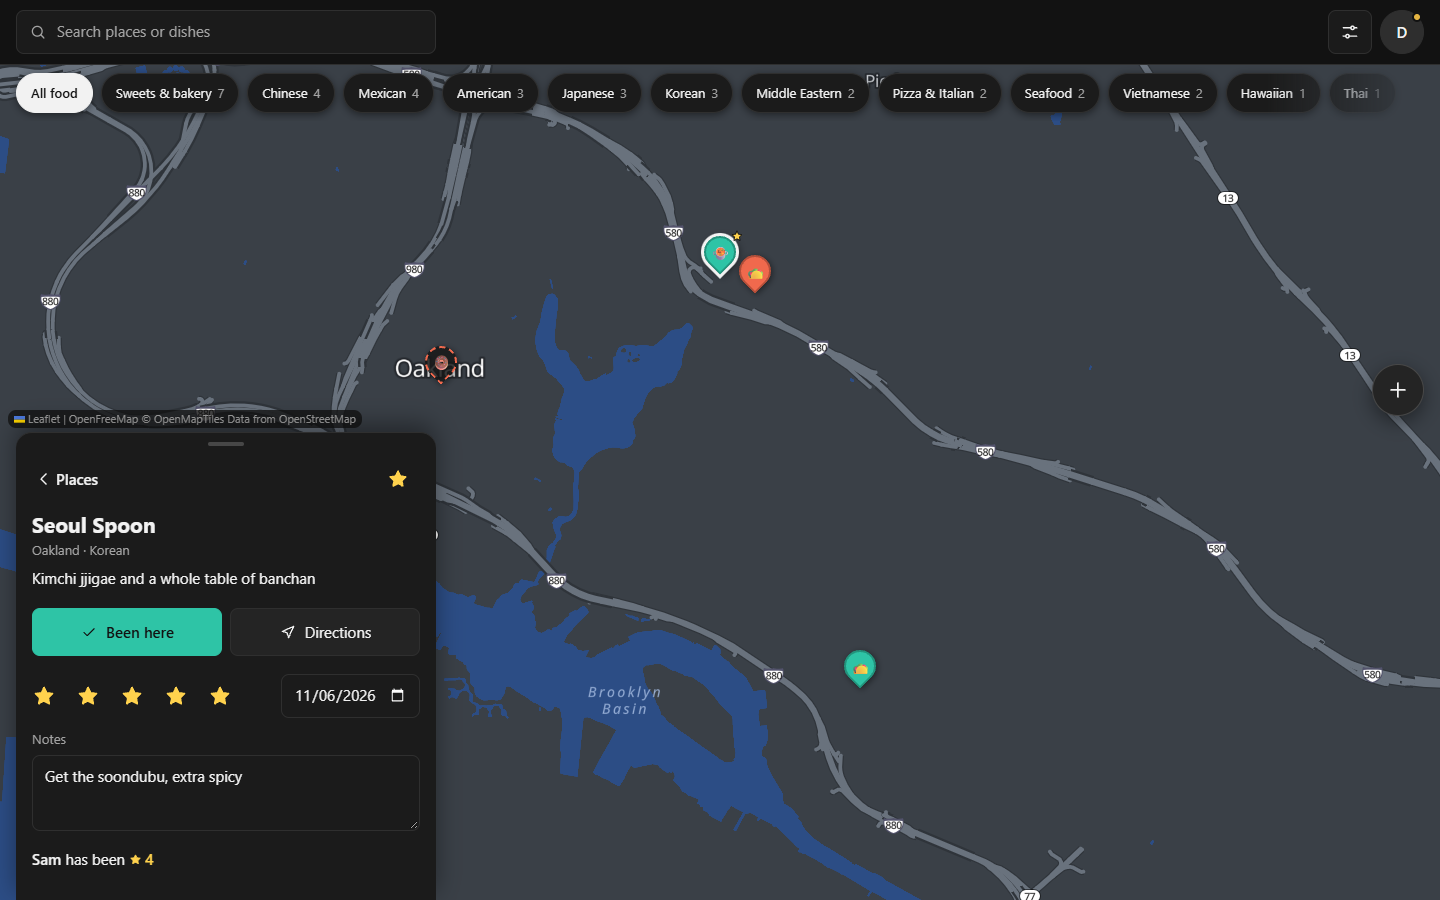 Search places or dishes
D
All food
Sweets & bakery 7
Chinese 4
Mexican 4
American 3
Japanese 3
Korean 3
Middle Eastern 2
Pizza & Italian 2
Seafood 2
Vietnamese 2
Hawaiian 1
Thai 1
880
13
580
980
880
580
13
Oakland
Leaflet | OpenFreeMap © OpenMapTiles Data from OpenStreetMap
580
Places
Seoul Spoon
Oakland · Korean
Kimchi jjigae and a whole table of banchan
580
880
Been here
Directions
11/06/2026
880
580
Brooklyn
Basin
Notes
Get the soondubu, extra spicy
880
Sam has been ★ 4
77